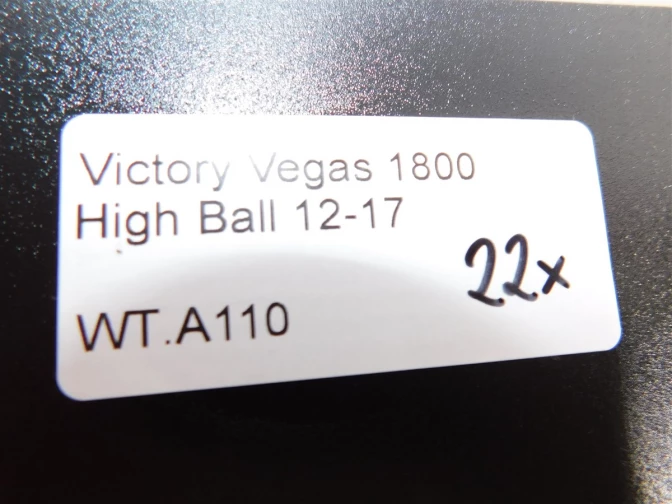 Victory Vegas 1800
High Ball 12-17
22x
WT.A110